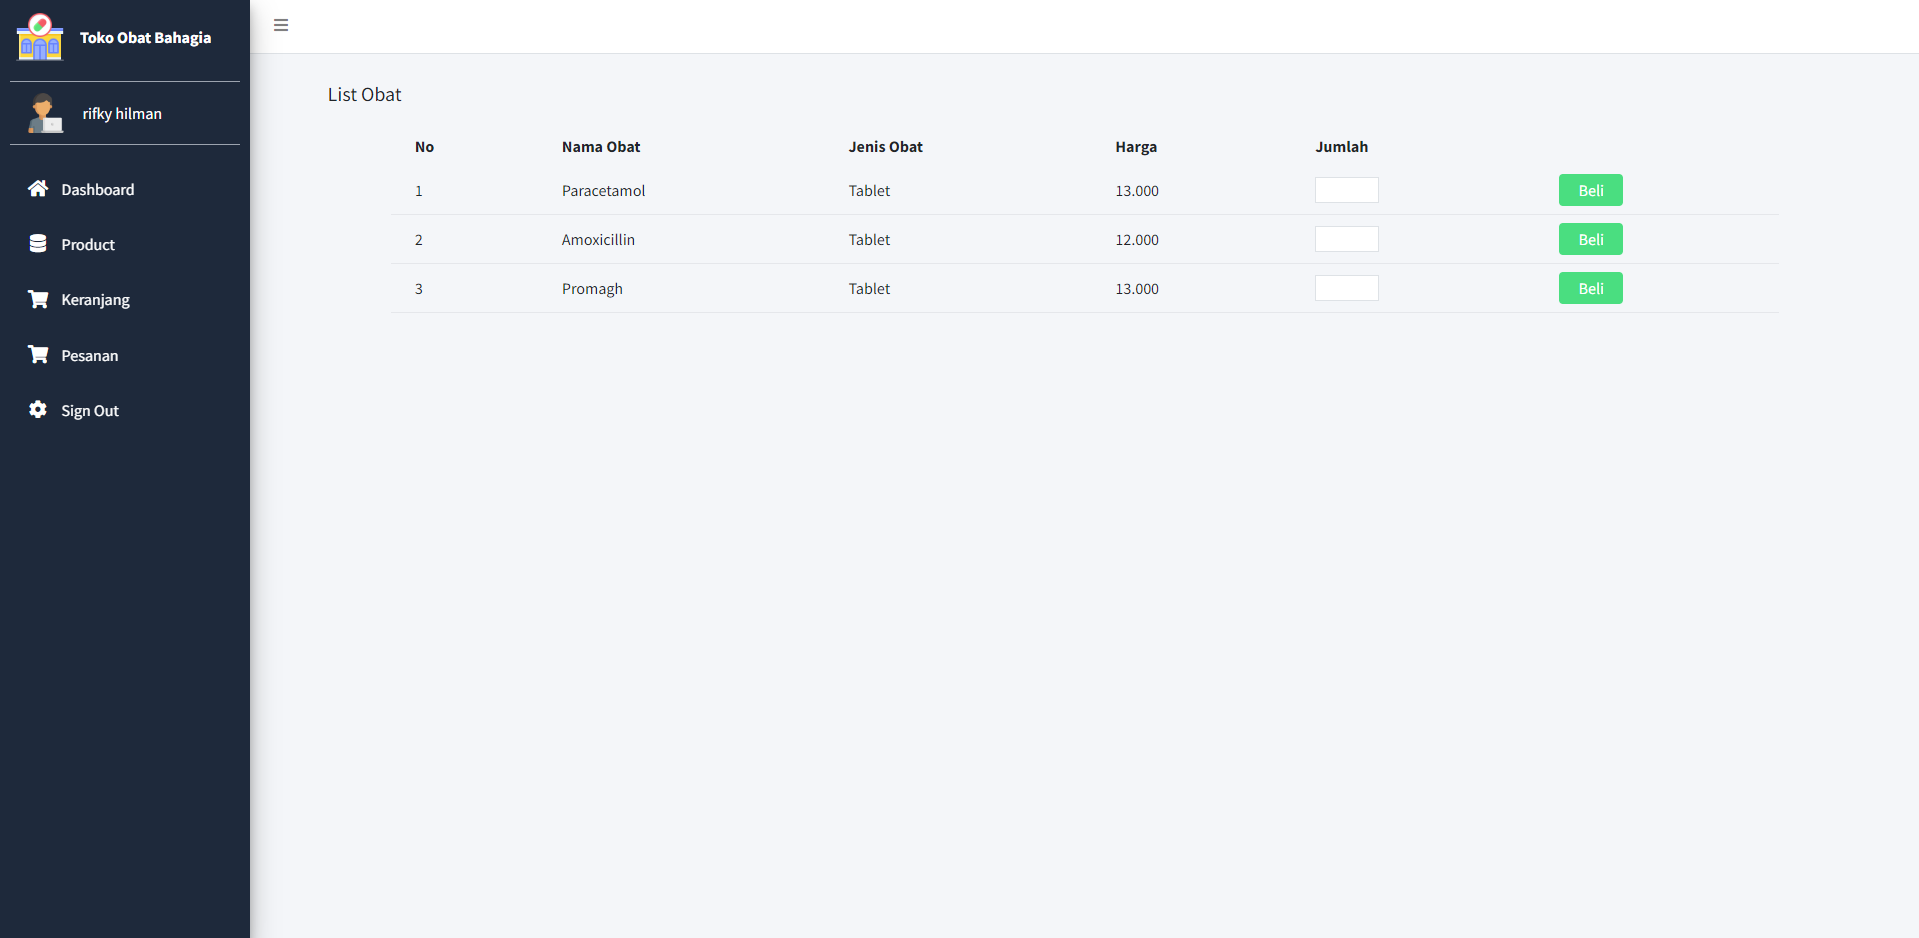 Toko Obat Bahagia
rifky hilman
Dashboard
Product
Keranjang
Pesanan
Sign Out
List Obat
No Nama Obat Jenis Obat Harga Jumlah
1 Paracetamol Tablet 13.000 Beli
2 Amoxicillin Tablet 12.000 Beli
3 Promagh Tablet 13.000 Beli